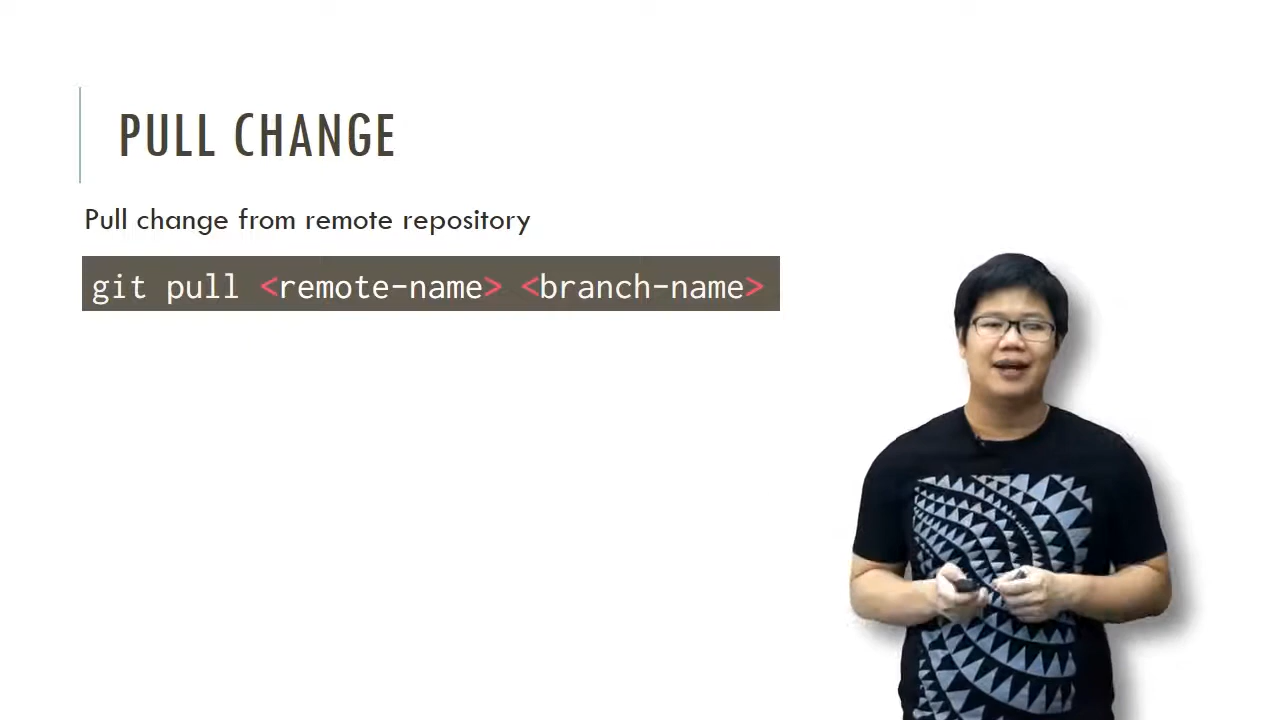 PULL CHANGE
Pull change from remote repository
git pull <remote-name> <branch-name>